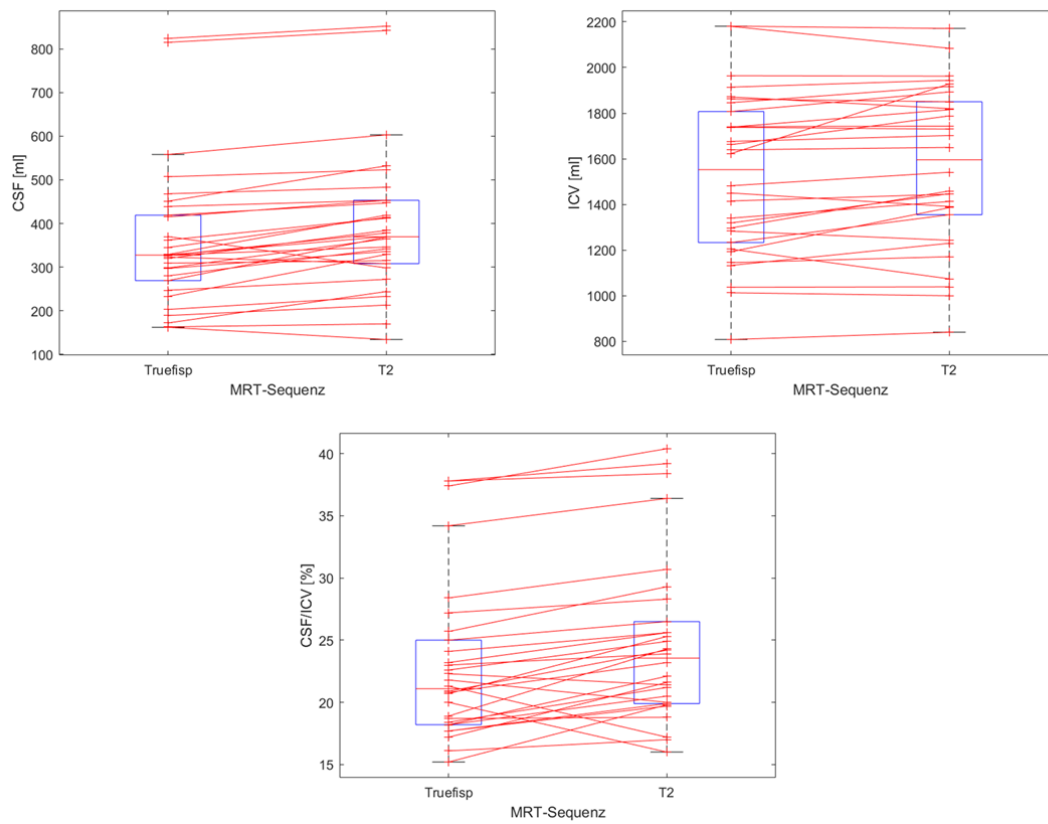 800
700
600
500
400
300
200
100
CSF [ml]
Truefisp T2
MRT-Sequenz
2200
2000
1800
1600
1400
1200
1000
800
ICV [ml]
Truefisp T2
MRT-Sequenz
40
35
30
25
20
15
CSF/ICV [%]
Truefisp T2
MRT-Sequenz